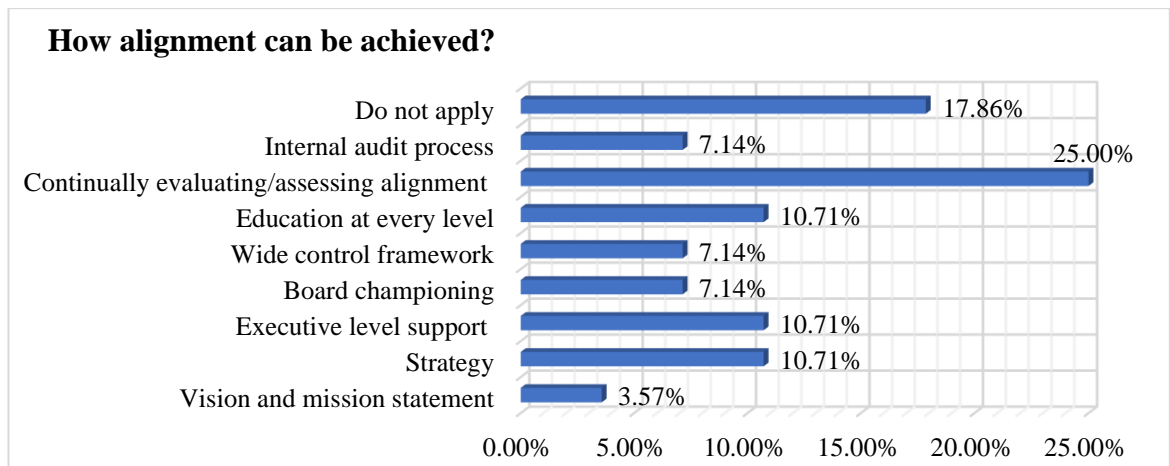 How alignment can be achieved?
Do not apply 17.86%
Internal audit process 7.14%
Continually evaluating/assessing alignment 25.00%
Education at every level 10.71%
Wide control framework 7.14%
Board championing 7.14%
Executive level support 10.71%
Strategy 10.71%
Vision and mission statement 3.57%
0.00% 5.00% 10.00% 15.00% 20.00% 25.00%